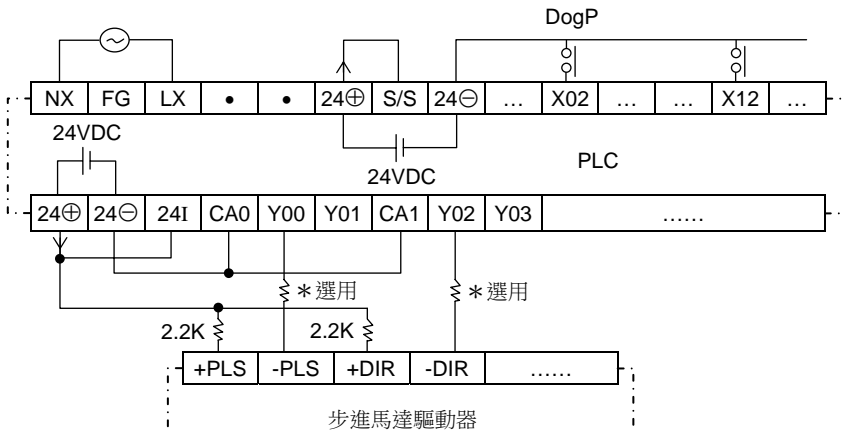 DogP
NX FG LX • • 24⊕ S/S 24⊖ … X02 … … X12 …
24VDC
24VDC
PLC
24⊕ 24⊖ 24I CA0 Y00 Y01 CA1 Y02 Y03 ……
＊選用 ＊選用
2.2K 2.2K
+PLS -PLS +DIR -DIR ……
步進馬達驅動器